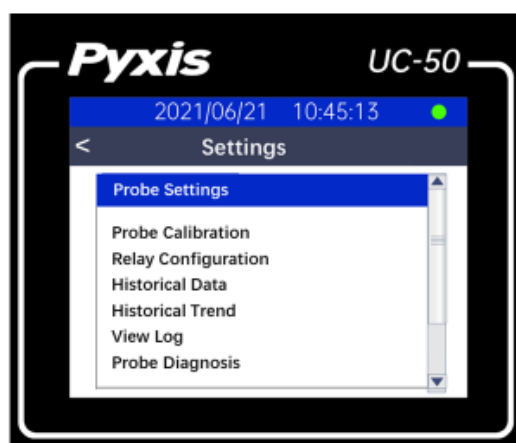 Pyxis UC-50
2021/06/21 10:45:13
< Settings
Probe Settings
Probe Calibration
Relay Configuration
Historical Data
Historical Trend
View Log
Probe Diagnosis